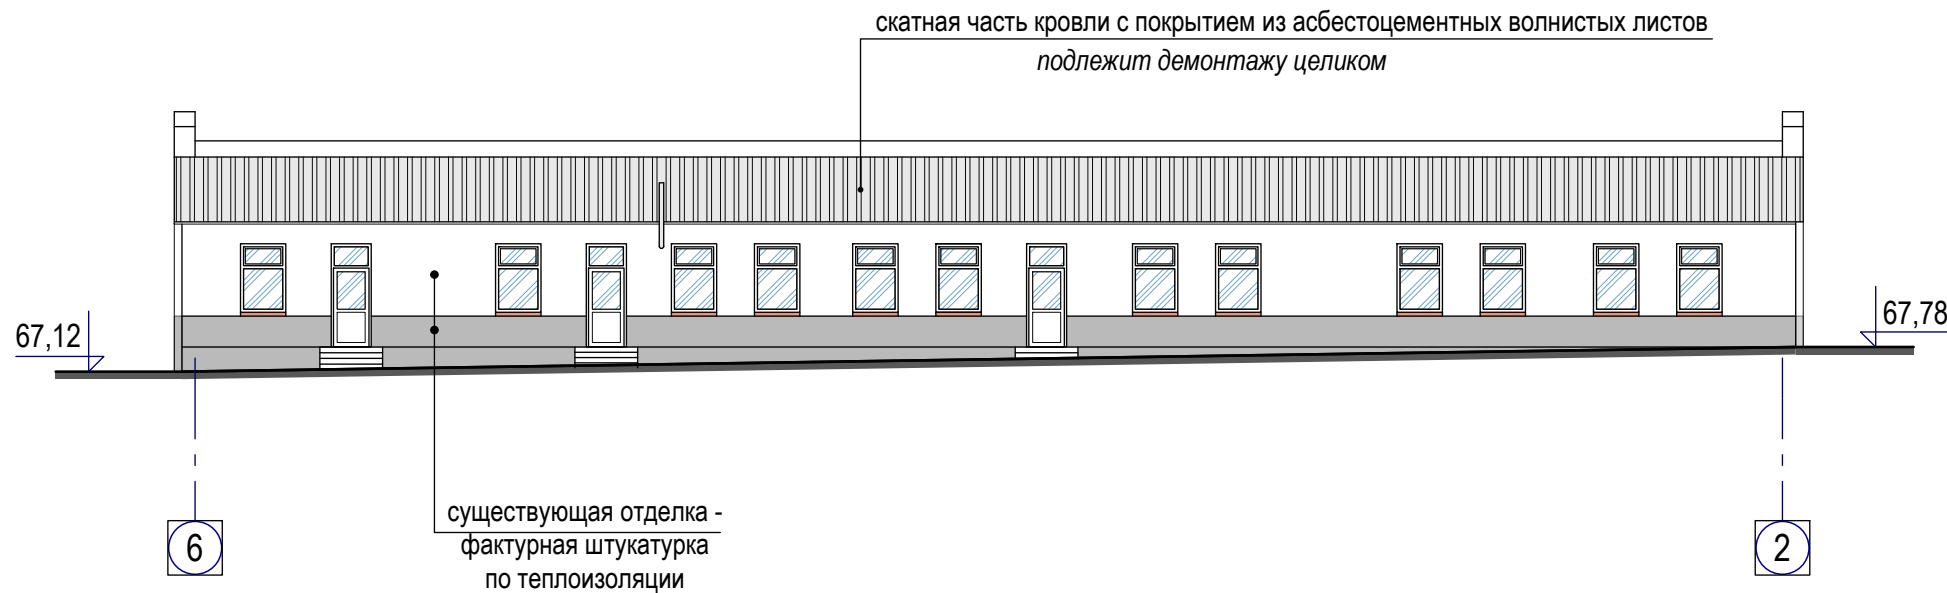 скатная часть кровли с покрытием из асбестоцементных волнистых листов
подлежит демонтажу целиком
67,12
67,78
существующая отделка -
фактурная штукатурка
по теплоизоляции
6
2